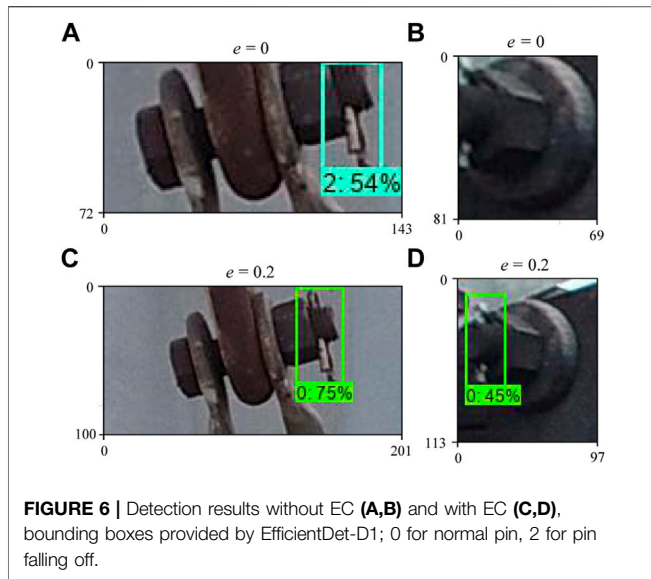 A
e = 0
0
2: 54%
72
0
143
B
e = 0
0
81
0
69
C
e = 0.2
0
0: 75%
100
0
201
D
e = 0.2
0
0: 45%
113
0
97
FIGURE 6 | Detection results without EC (A,B) and with EC (C,D),
bounding boxes provided by EfficientDet-D1; 0 for normal pin, 2 for pin
falling off.